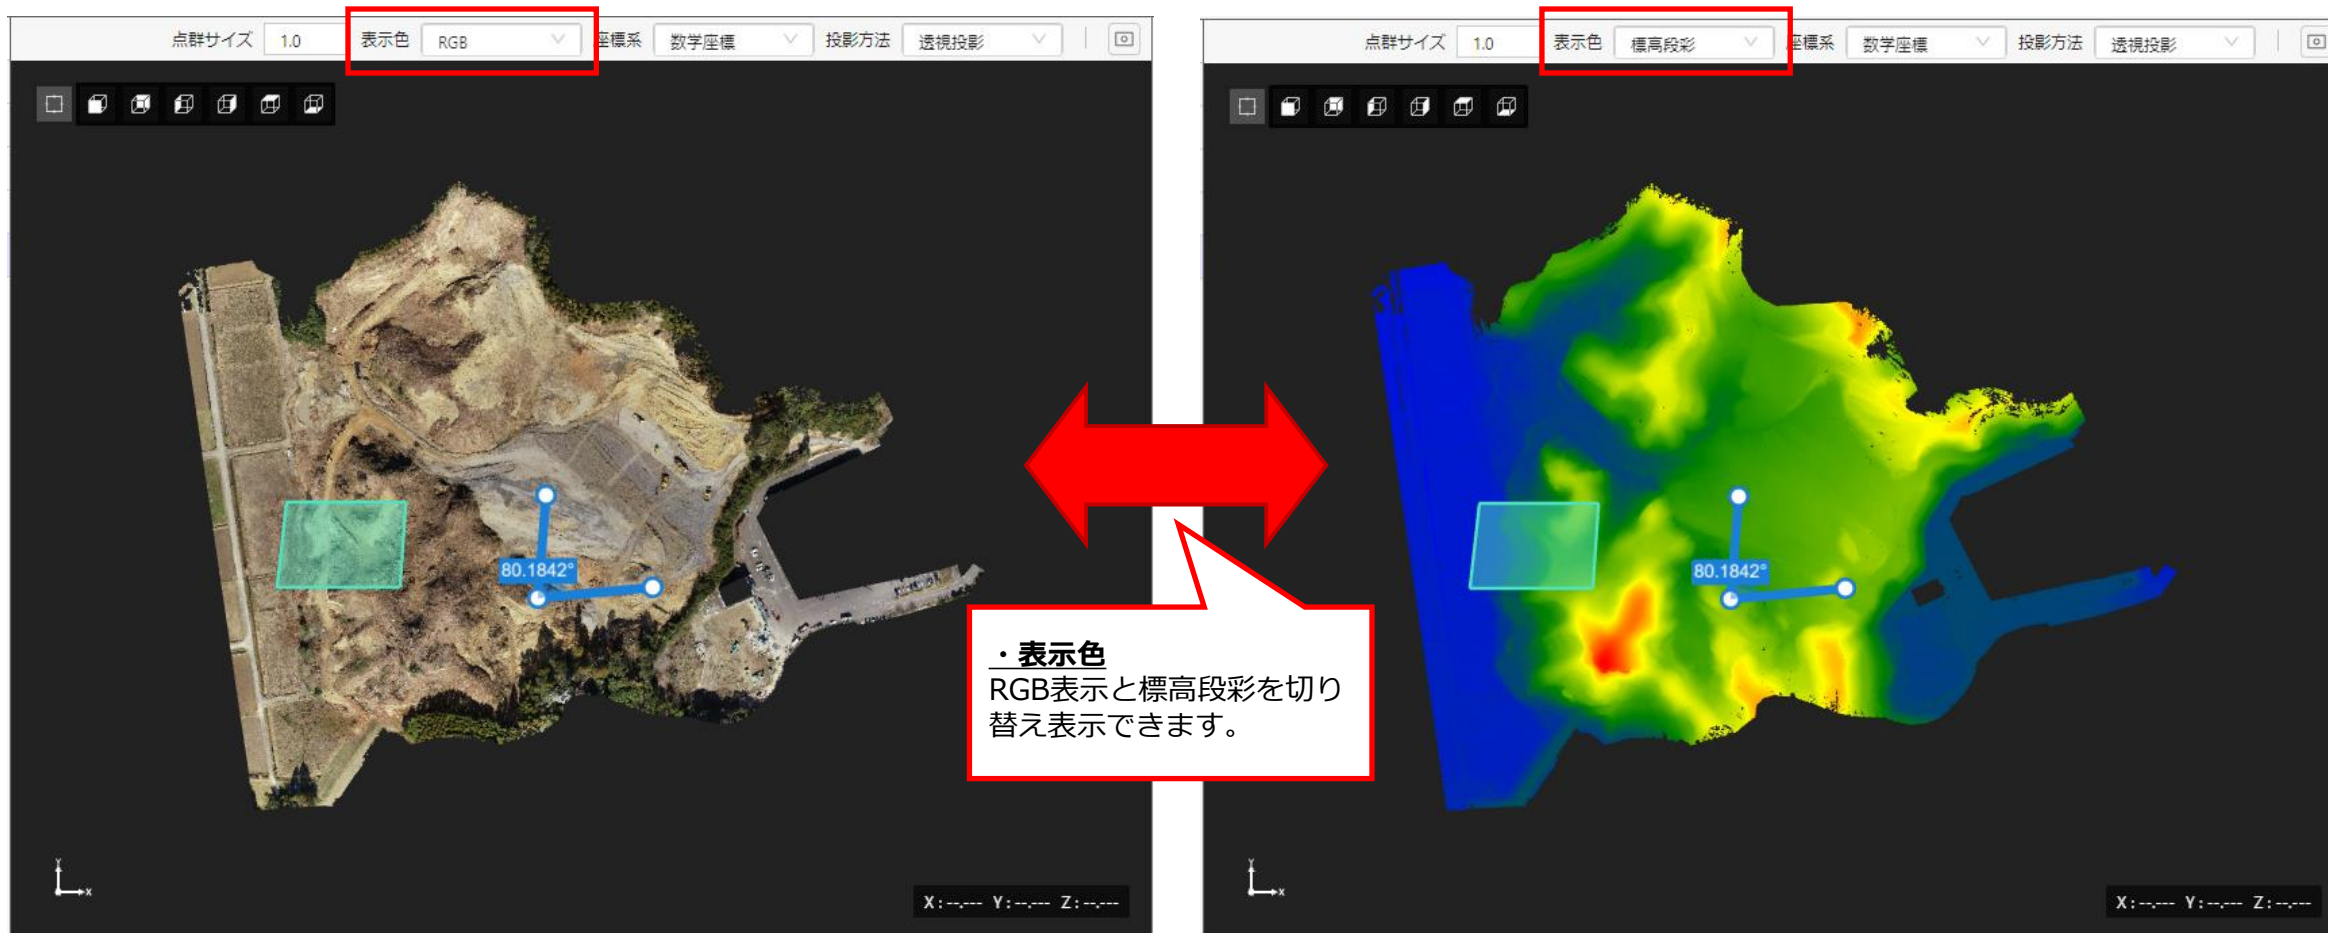 点群サイズ 1.0 表示色 RGB 座標系 数学座標 投影方法 透視投影
80.1842°
Y
X
X:--.--- Y:--.--- Z:--.---
点群サイズ 1.0 表示色 標高段彩 座標系 数学座標 投影方法 透視投影
80.1842°
Y
X
X:--.--- Y:--.--- Z:--.---
・表示色
RGB表示と標高段彩を切り
替え表示できます。